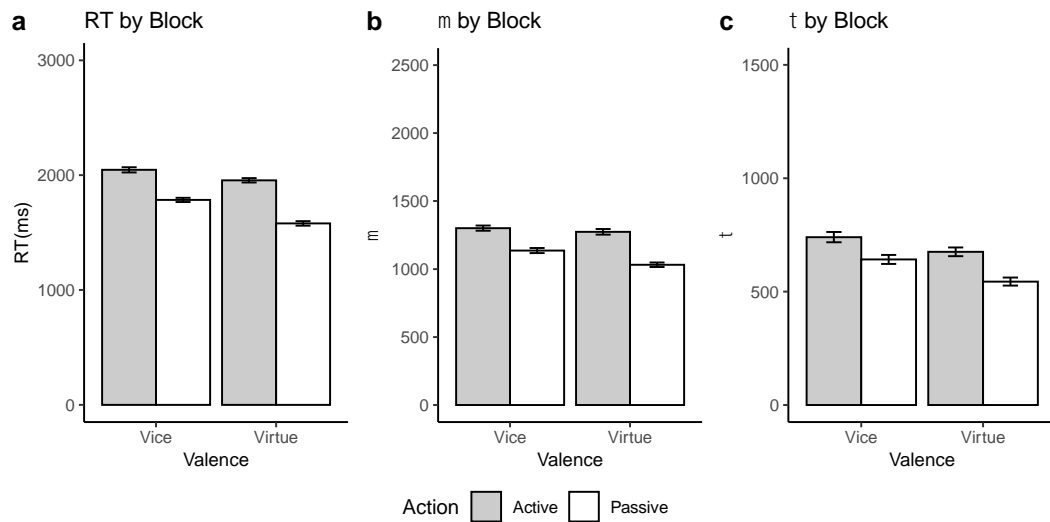 a RT by Block
3000
2000
1000
0
RT(ms)
Vice Virtue
Valence
b m by Block
2500
2000
1500
1000
500
0
m
Vice Virtue
Valence
c t by Block
1500
1000
500
0
t
Vice Virtue
Valence
Action Active Passive